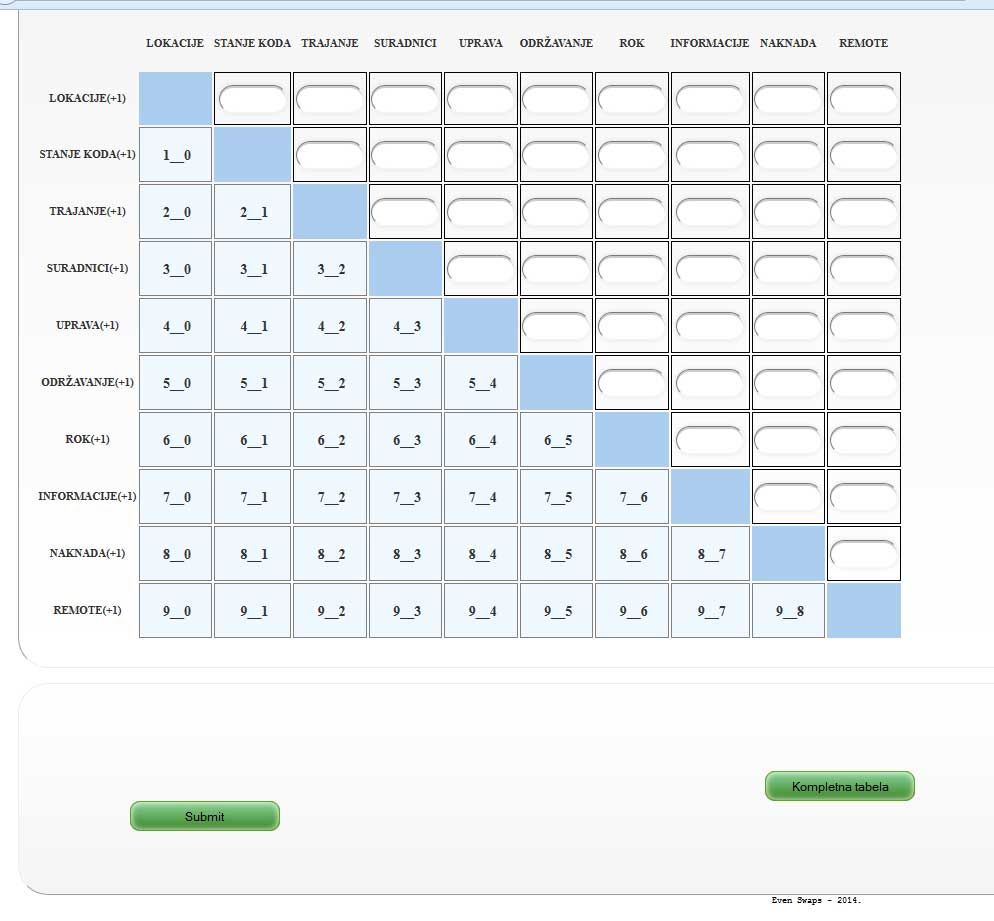 LOKACIJE STANJE KODA TRAJANJE SURADNICI UPRAVA ODRŽAVANJE ROK INFORMACIJE NAKNADA REMOTE
LOKACIJE(+1)
STANJE KODA(+1) 1__0
TRAJANJE(+1) 2__0 2__1
SURADNICI(+1) 3__0 3__1 3__2
UPRAVA(+1) 4__0 4__1 4__2 4__3
ODRŽAVANJE(+1) 5__0 5__1 5__2 5__3 5__4
ROK(+1) 6__0 6__1 6__2 6__3 6__4 6__5
INFORMACIJE(+1) 7__0 7__1 7__2 7__3 7__4 7__5 7__6
NAKNADA(+1) 8__0 8__1 8__2 8__3 8__4 8__5 8__6 8__7
REMOTE(+1) 9__0 9__1 9__2 9__3 9__4 9__5 9__6 9__7 9__8
Kompletna tabela
Submit
Even Swaps - 2014.